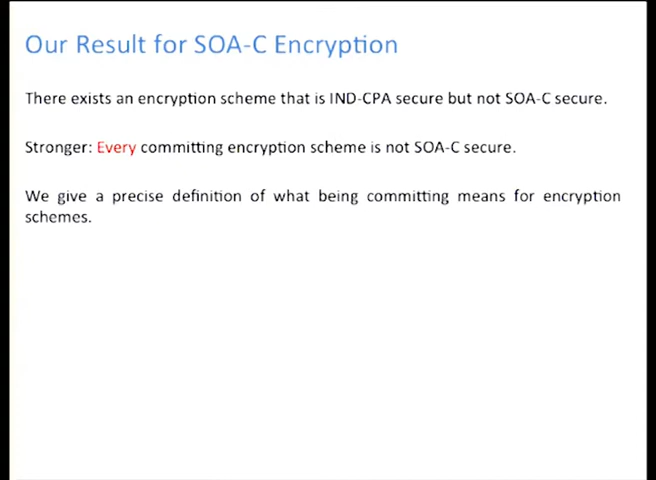 Our Result for SOA-C Encryption
There exists an encryption scheme that is IND-CPA secure but not SOA-C secure.
Stronger: Every committing encryption scheme is not SOA-C secure.
We give a precise definition of what being committing means for encryption
schemes.